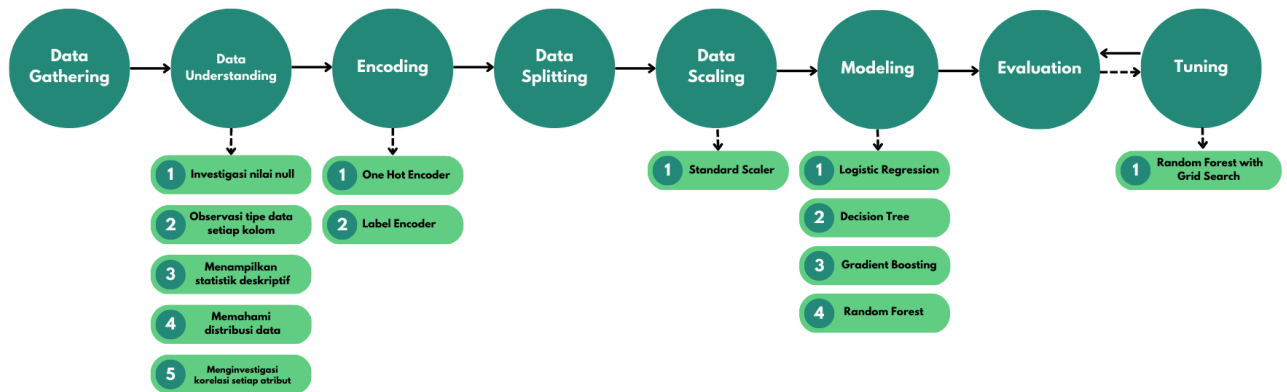 Data
Gathering
Data
Understanding
Encoding
Data
Splitting
Data
Scaling
Modeling
Evaluation
Tuning
1 Investigasi nilai null
2 Observasi tipe data
setiap kolom
3 Menampilkan
statistik deskriptif
4 Memahami
distribusi data
5 Menginvestigasi
korelasi setiap atribut
1 One Hot Encoder
2 Label Encoder
1 Standard Scaler
1 Logistic Regression
2 Decision Tree
3 Gradient Boosting
4 Random Forest
1 Random Forest with
Grid Search